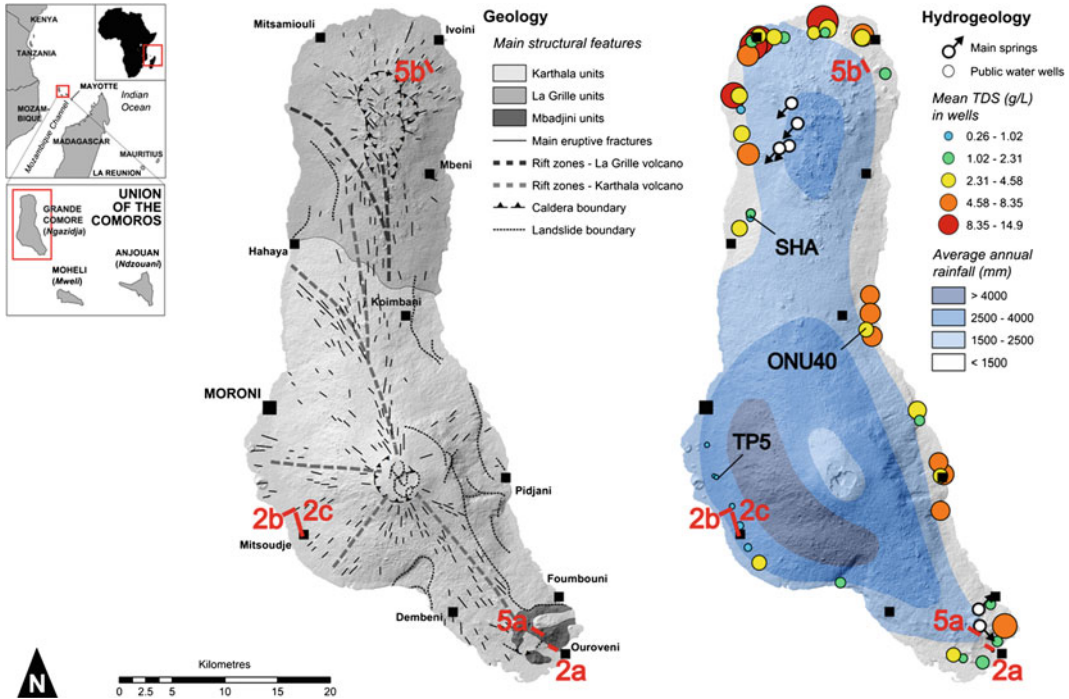 KENYA
TANZANIA
MOZAM-
BIQUE
Mozambique Channel
MAYOTTE
Indian
Ocean
MADAGASCAR
MAURITIUS
LA REUNION
UNION
OF THE
COMOROS
GRANDE
COMORE
(Ngazidja)
MOHELI
(Mweli)
ANJOUAN
(Ndzouani)
N
Kilometres
0 2.5 5 10 15 20
Mitsamiouli
Ivoini
5b
Mbeni
Hahaya
Koimbani
MORONI
Pidjani
2b
2c
Mitsoudje
Foumbouni
Dembeni
5a
Ouroveni
2a
Geology
Main structural features
Karthala units
La Grille units
Mbadjini units
Main eruptive fractures
Rift zones - La Grille volcano
Rift zones - Karthala volcano
Caldera boundary
Landslide boundary
5b
SHA
ONU40
TP5
2b
2c
5a
2a
Hydrogeology
Main springs
Public water wells
Mean TDS (g/L)
in wells
0.26 - 1.02
1.02 - 2.31
2.31 - 4.58
4.58 - 8.35
8.35 - 14.9
Average annual
rainfall (mm)
> 4000
2500 - 4000
1500 - 2500
< 1500